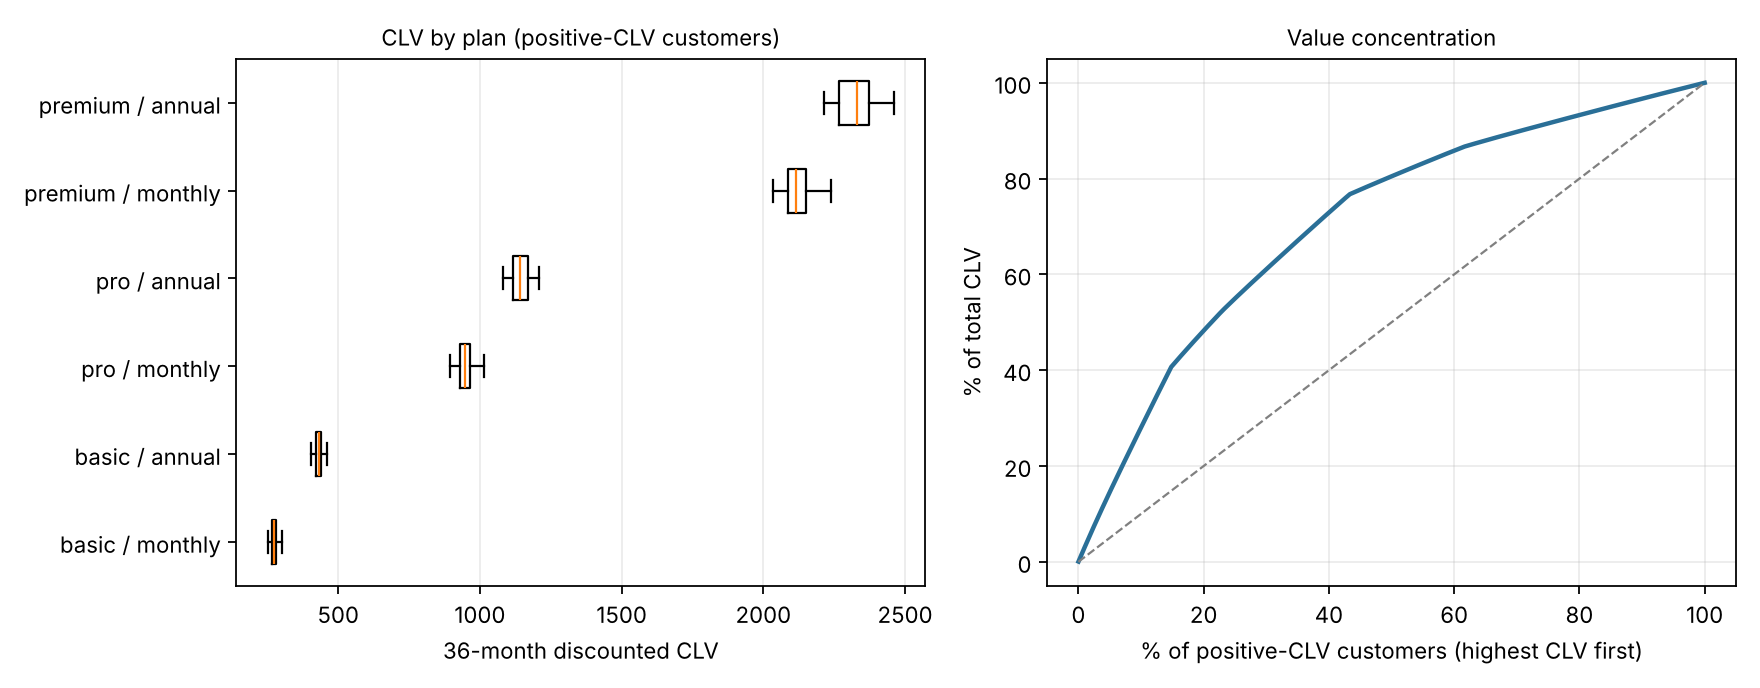 CLV by plan (positive-CLV customers)
premium / annual
premium / monthly
pro / annual
pro / monthly
basic / annual
basic / monthly
500 1000 1500 2000 2500
36-month discounted CLV
Value concentration
% of total CLV
100
80
60
40
20
0
0 20 40 60 80 100
% of positive-CLV customers (highest CLV first)